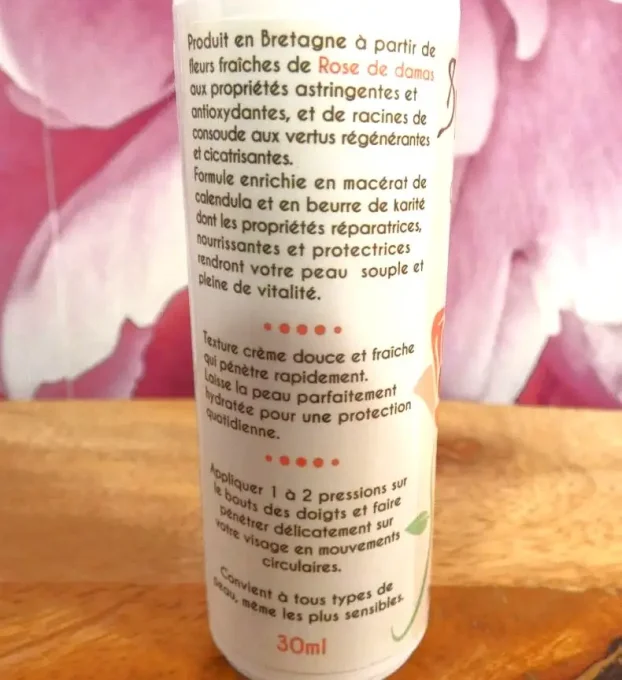 Produit en Bretagne à partir de
fleurs fraîches de Rose de damas
aux propriétés astringentes et
antioxydantes, et de racines de
consoude aux vertus régénérantes
et cicatrisantes.
Formule enrichie en macérat de
calendula et en beurre de karité
dont les propriétés réparatrices,
nourrissantes et protectrices
rendront votre peau souple et
pleine de vitalité.
Texture crème douce et fraîche
qui pénètre rapidement.
Laisse la peau parfaitement
hydratée pour une protection
quotidienne.
Appliquer 1 à 2 pressions sur
le bouts des doigts et faire
pénétrer délicatement sur
votre visage en mouvements
circulaires.
Convient à tous types de
peau, même les plus sensibles.
30ml